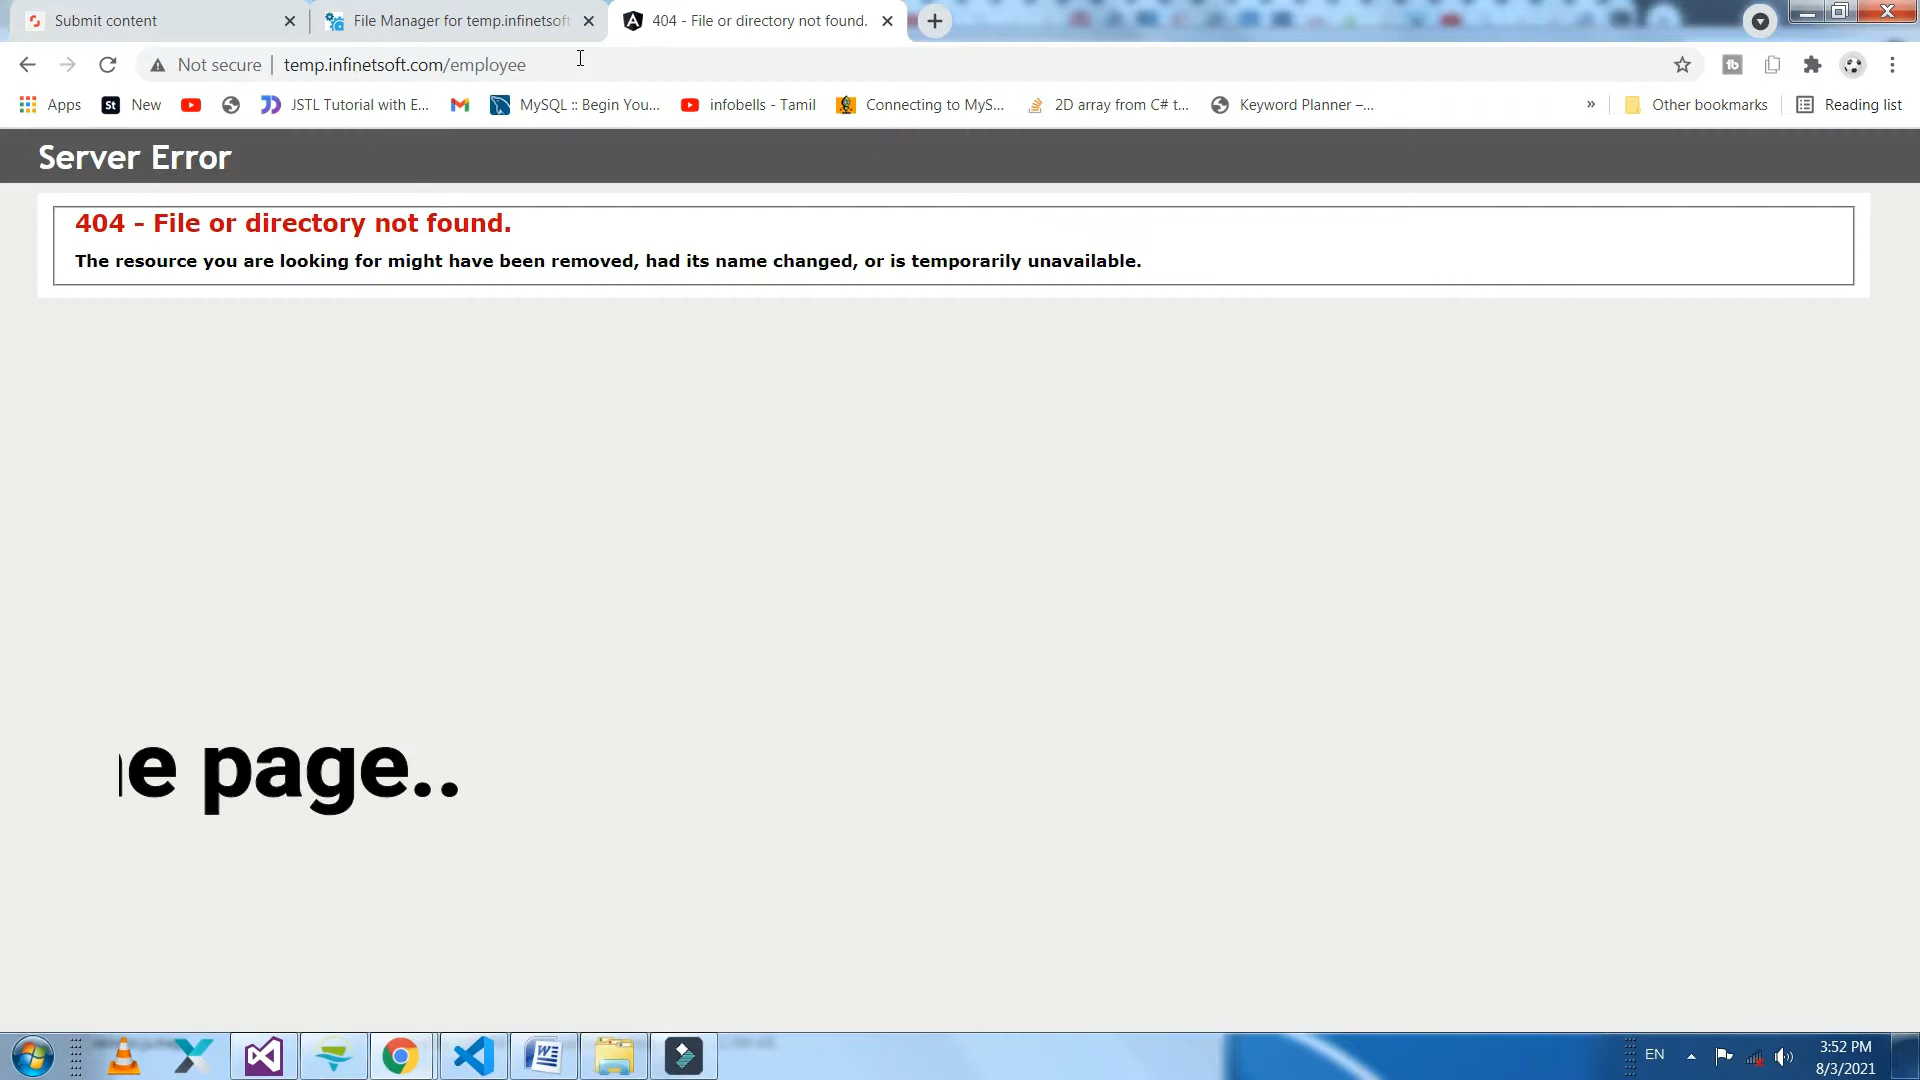 Submit content
File Manager for temp.infinetsoft
404 - File or directory not found.
Not secure
temp.infinetsoft.com/employee
Apps
St
New
JSTL Tutorial with E...
MySQL :: Begin You...
infobells - Tamil
Connecting to MyS...
2D array from C# t...
Keyword Planner –...
»
Other bookmarks
Reading list
Server Error
404 - File or directory not found.
The resource you are looking for might have been removed, had its name changed, or is temporarily unavailable.
e page..
EN
3:52 PM
8/3/2021